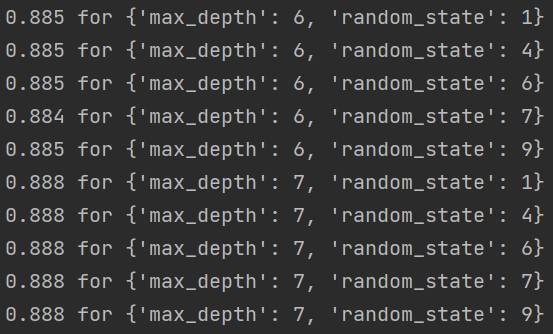 0.885 for {'max_depth': 6, 'random_state': 1}
0.885 for {'max_depth': 6, 'random_state': 4}
0.885 for {'max_depth': 6, 'random_state': 6}
0.884 for {'max_depth': 6, 'random_state': 7}
0.885 for {'max_depth': 6, 'random_state': 9}
0.888 for {'max_depth': 7, 'random_state': 1}
0.888 for {'max_depth': 7, 'random_state': 4}
0.888 for {'max_depth': 7, 'random_state': 6}
0.888 for {'max_depth': 7, 'random_state': 7}
0.888 for {'max_depth': 7, 'random_state': 9}